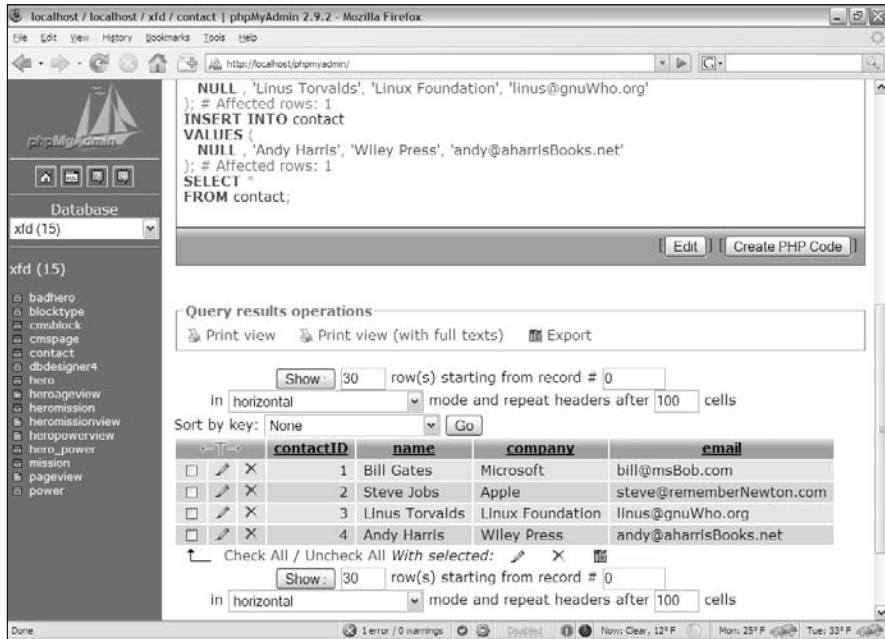 localhost / localhost / xfd / contact | phpMyAdmin 2.9.2 - Mozilla Firefox
File Edit View History Bookmarks Tools Help
http://localhost/phpmyadmin/
phpMyAdmin
Database
xfd (15)
xfd (15)
badhero
blocktype
cmsblock
cmspage
contact
dbdesigner4
hero
heroageview
heromission
heromissionview
heropowerview
hero_power
mission
pageview
power
NULL , 'Linus Torvalds', 'Linux Foundation', 'linus@gnuWho.org'
); # Affected rows: 1
INSERT INTO contact
VALUES (
NULL , 'Andy Harris', 'Wiley Press', 'andy@aharrisBooks.net'
); # Affected rows: 1
SELECT *
FROM contact;
[ Edit ] [ Create PHP Code ]
Query results operations
Print view Print view (with full texts) Export
Show : 30 row(s) starting from record # 0
in horizontal mode and repeat headers after 100 cells
Sort by key: None Go
←T→ contactID name company email
1 Bill Gates Microsoft bill@msBob.com
2 Steve Jobs Apple steve@rememberNewton.com
3 Linus Torvalds Linux Foundation linus@gnuWho.org
4 Andy Harris Wiley Press andy@aharrisBooks.net
Check All / Uncheck All With selected:
Show : 30 row(s) starting from record # 0
in horizontal mode and repeat headers after 100 cells
Done 1 error / 0 warnings Disabled Now: Clear, 12° F Mon: 25° F Tue: 33° F